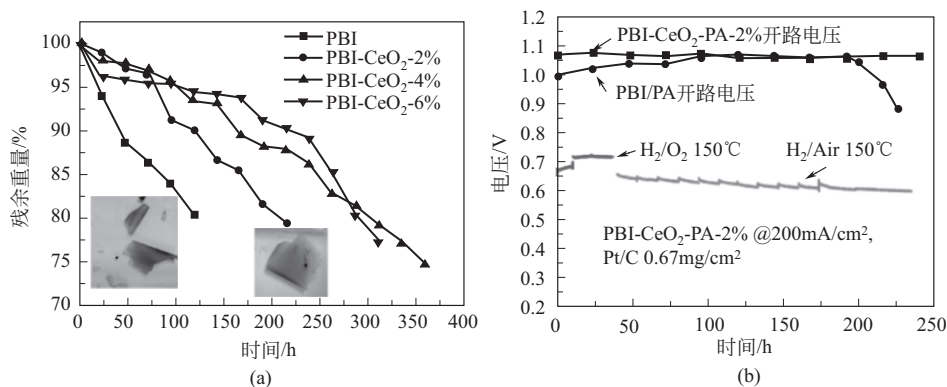 (a)
100
95
90
85
80
75
70
残余重量/%
PBI
PBI-CeO₂-2%
PBI-CeO₂-4%
PBI-CeO₂-6%
0 50 100 150 200 250 300 350 400
时间/h
(a)
(b)
1.2
1.1
1.0
0.9
0.8
0.7
0.6
0.5
0.4
0.3
0.2
电压/V
PBI-CeO₂-PA-2%开路电压
PBI/PA开路电压
H₂/O₂ 150℃
H₂/Air 150℃
PBI-CeO₂-PA-2% @200mA/cm²,
Pt/C 0.67mg/cm²
0 50 100 150 200 250
时间/h
(b)